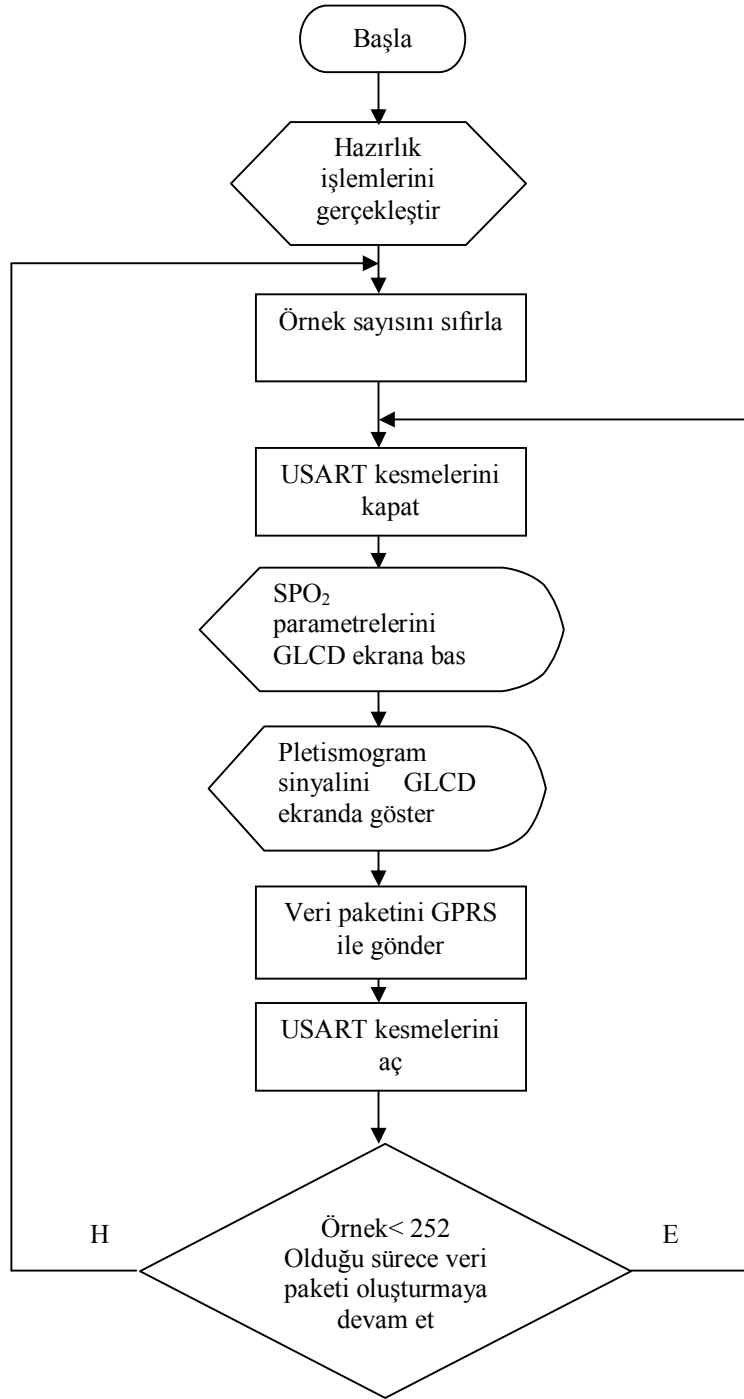 Başla
Hazırlık
işlemlerini
gerçekleştir
Örnek sayısını sıfırla
USART kesmelerini
kapat
SPO₂
parametrelerini
GLCD ekrana bas
Pletismogram
sinyalini GLCD
ekranda göster
Veri paketini GPRS
ile gönder
USART kesmelerini
aç
H
Örnek< 252
E
Olduğu sürece veri
paketi oluşturmaya
devam et